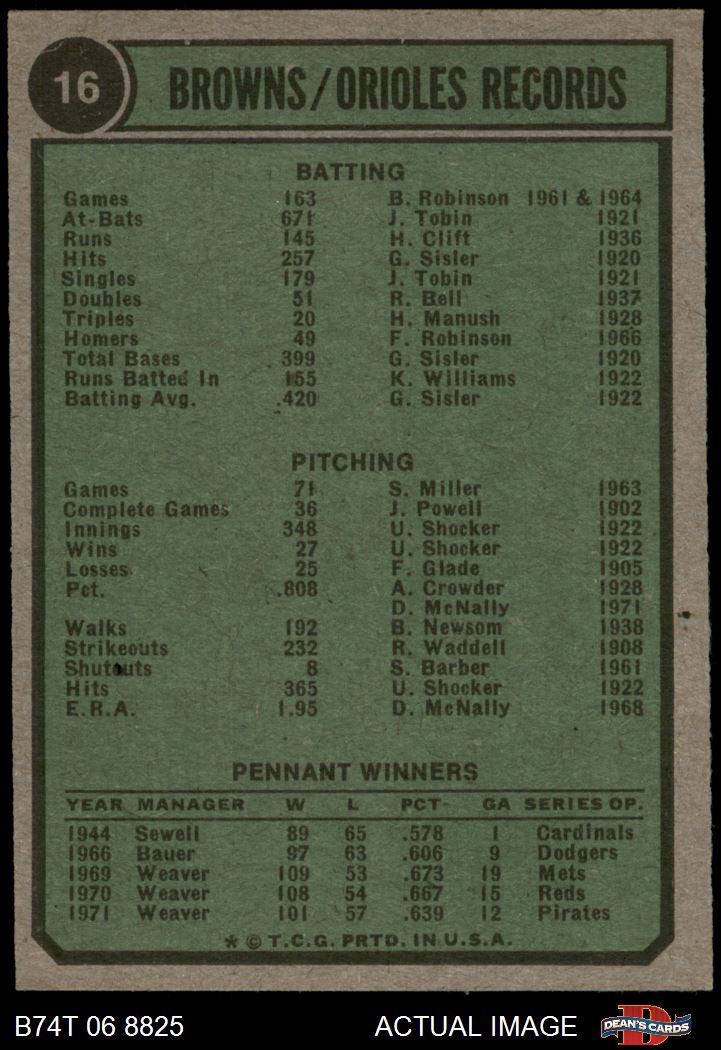 16 BROWNS/ORIOLES RECORDS
BATTING
Games 163 B. Robinson 1961 & 1964
At-Bats 671 J. Tobin 1921
Runs 145 H. Clift 1936
Hits 257 G. Sisler 1920
Singles 179 J. Tobin 1921
Doubles 51 R. Bell 1937
Triples 20 H. Manush 1928
Homers 49 F. Robinson 1966
Total Bases 399 G. Sisler 1920
Runs Batted In 155 K. Williams 1922
Batting Avg. .420 G. Sisler 1922
PITCHING
Games 71 S. Miller 1963
Complete Games 36 J. Powell 1902
Innings 348 U. Shocker 1922
Wins 27 U. Shocker 1922
Losses 25 F. Glade 1905
Pct. .808 A. Crowder 1928
D. McNally 1971
Walks 192 B. Newsom 1938
Strikeouts 232 R. Waddell 1908
Shutouts 8 S. Barber 1961
Hits 365 U. Shocker 1922
E.R.A. 1.95 D. McNally 1968
PENNANT WINNERS
YEAR MANAGER W L PCT. GA SERIES OP.
1944 Sewell 89 65 .578 1 Cardinals
1966 Bauer 97 63 .606 9 Dodgers
1969 Weaver 109 53 .673 19 Mets
1970 Weaver 108 54 .667 15 Reds
1971 Weaver 101 57 .639 12 Pirates
* © T.C.G. PRTD. IN U.S.A.
B74T 06 8825 ACTUAL IMAGE D DEAN'S CARDS